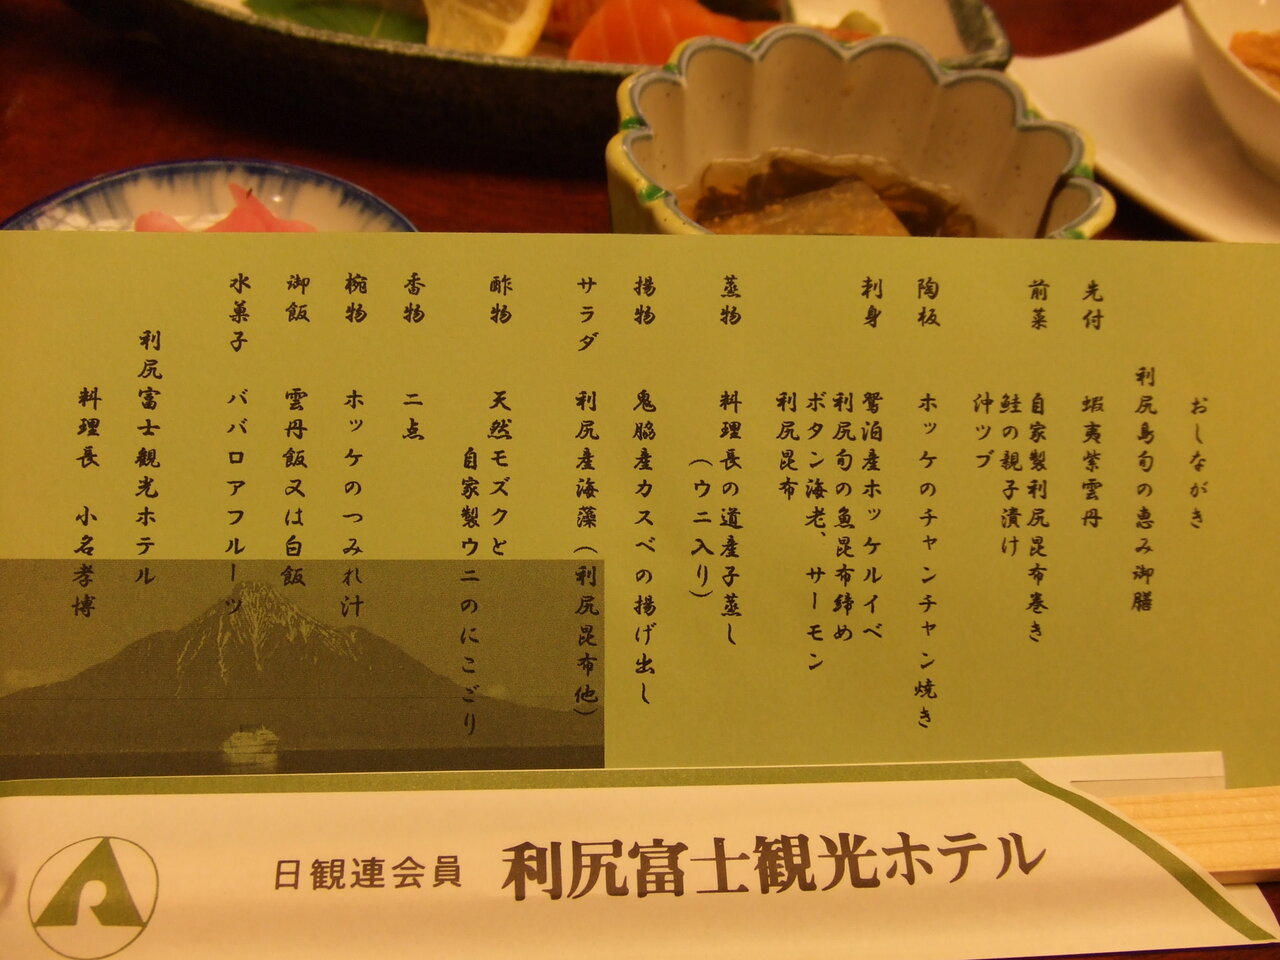 おしながき
利尻島旬の恵み御膳
先付 蝦夷紫雲丹
前菜 自家製利尻昆布巻き
鮭の親子漬け
沖ツブ
陶板 ホッケのチャンチャン焼き
刺身 鴛泊産ホッケルイベ
利尻旬の魚昆布締め
ボタン海老、サーモン
利尻昆布
蒸物 料理長の道産子蒸し
(ウニ入り)
揚物 鬼脇産カスベの揚げ出し
サラダ 利尻産海藻(利尻昆布他)
酢物 天然モズクと
自家製ウニのにこごり
香物 二点
椀物 ホッケのつみれ汁
御飯 雲丹飯又は白飯
水菓子 ババロアフルーツ
利尻富士観光ホテル
料理長 小名孝博
日観連会員 利尻富士観光ホテル